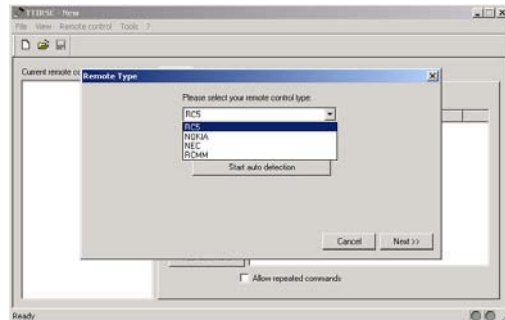 TTIRSC - New
File View Remote control Tools ?
Current remote co
Remote Type
Please select your remote control type:
RC5
RC5
NOKIA
NEC
RCMM
Start auto detection
Cancel
Next >>
Allow repeated commands
Ready